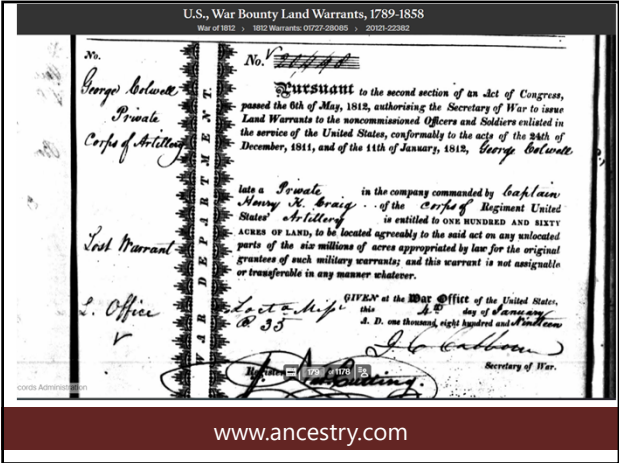 U.S., War Bounty Land Warrants, 1789-1858
War of 1812 > 1812 Warrants: 01727-28085 > 20121-22382
No.
George Colwell
Private
Corps of Artillery
Lost Warrant
L. Office
WAR DEPARTMENT.
No.
Pursuant to the second section of an Act of Congress,
passed the 6th of May, 1812, authorising the Secretary of War to issue
Land Warrants to the noncommissioned Officers and Soldiers enlisted in
the service of the United States, conformably to the acts of the 24th of
December, 1811, and of the 11th of January, 1812, George Colwell
late a Private in the company commanded by Captain
Henry K. Craig of the Corps of Regiment United
States' Artillery is entitled to ONE HUNDRED AND SIXTY
ACRES OF LAND, to be located agreeably to the said act on any unlocated
parts of the six millions of acres appropriated by law for the original
grantees of such military warrants; and this warrant is not assignable
or transferable in any manner whatever.
GIVEN at the War Office of the United States,
this 4th day of January
A. D. one thousand, eight hundred and Nineteen
J C Calhoun
Secretary of War.
Register
179 of 1178
cords Administration
www.ancestry.com